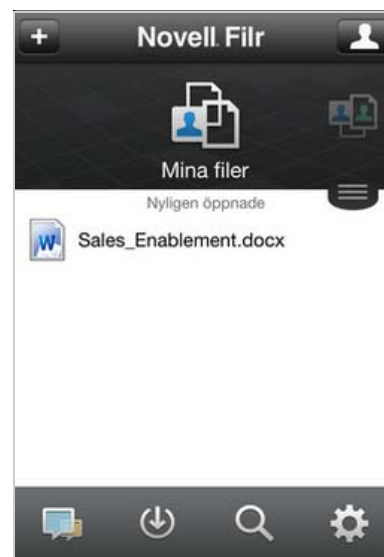 Novell Filr
Mina filer
Nyligen öppnade
Sales_Enablement.docx